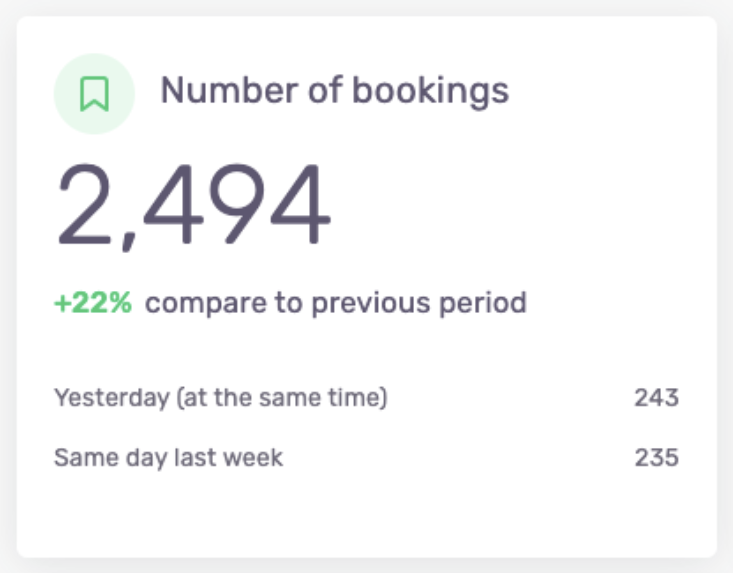 Number of bookings
2,494
+22% compare to previous period
Yesterday (at the same time) 243
Same day last week 235